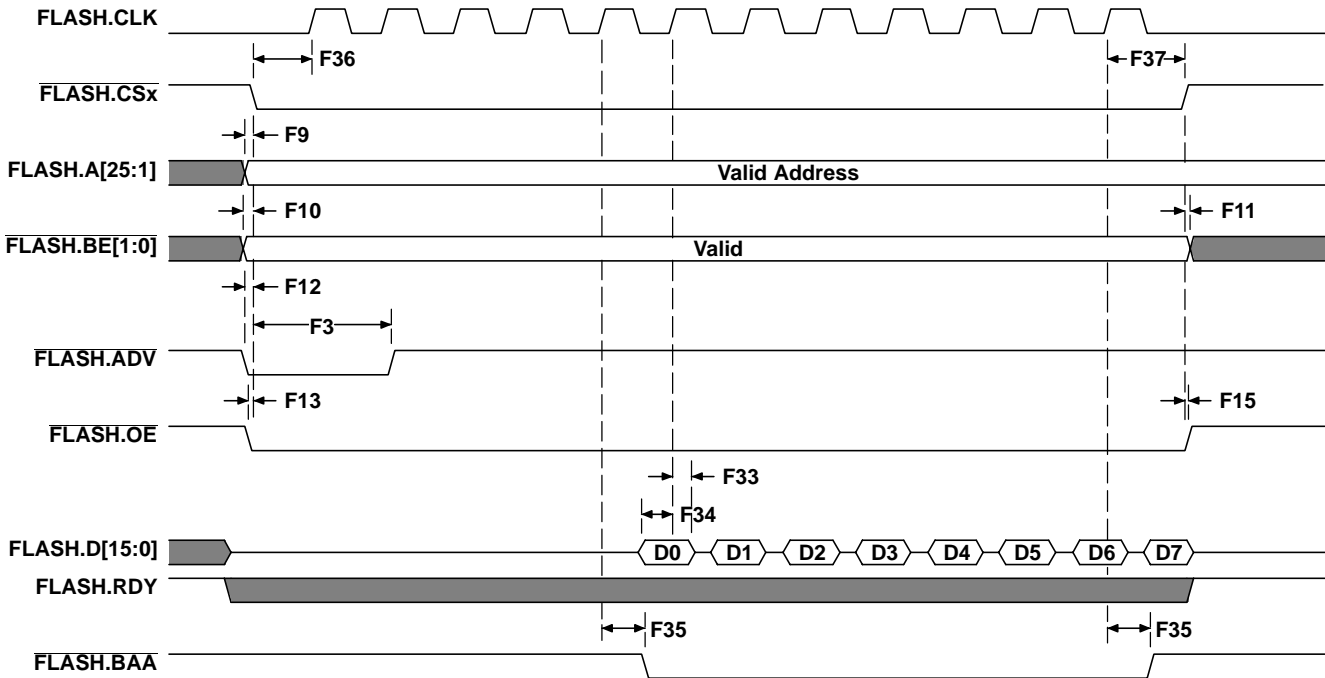 FLASH.CLK
F36
F37
FLASH.CSx
F9
FLASH.A[25:1]
Valid Address
F10
F11
FLASH.BE[1:0]
Valid
F12
F3
FLASH.ADV
F13
F15
FLASH.OE
F33
F34
FLASH.D[15:0]
D0 D1 D2 D3 D4 D5 D6 D7
FLASH.RDY
F35
F35
FLASH.BAA